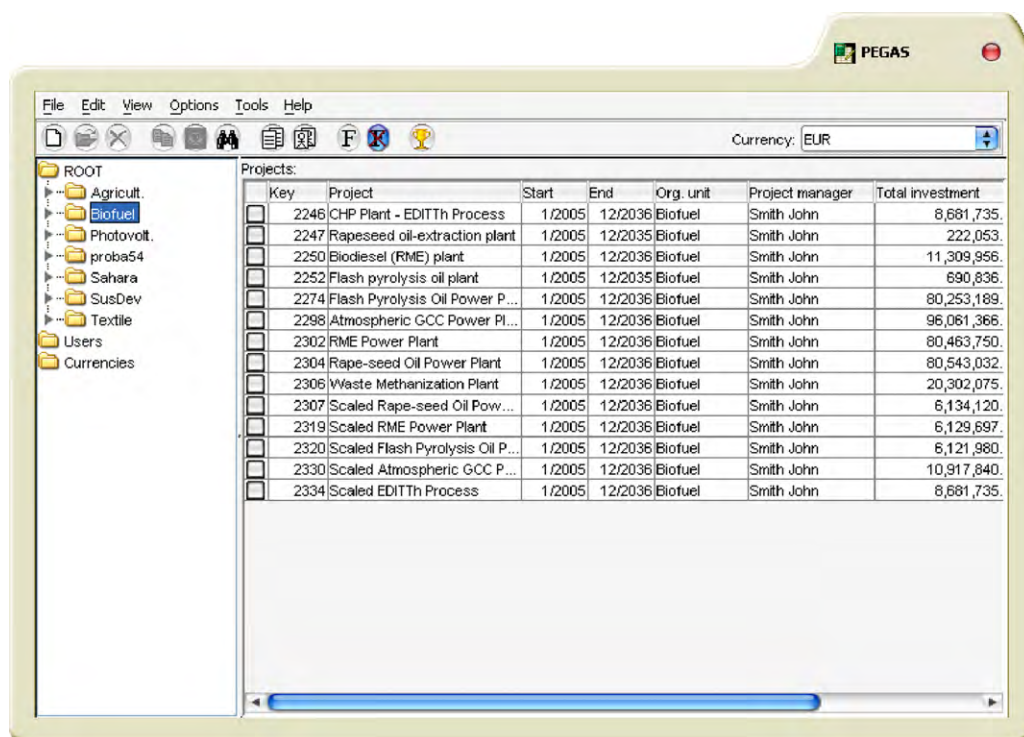 PEGAS
File Edit View Options Tools Help
F K Currency: EUR
ROOT
Agricult.
Biofuel
Photovolt.
proba54
Sahara
SusDev
Textile
Users
Currencies
Projects:
Key Project Start End Org. unit Project manager Total investment
2246 CHP Plant - EDITTh Process 1/2005 12/2036 Biofuel Smith John 8,681,735.
2247 Rapeseed oil-extraction plant 1/2005 12/2035 Biofuel Smith John 222,053.
2250 Biodiesel (RME) plant 1/2005 12/2036 Biofuel Smith John 11,309,956.
2252 Flash pyrolysis oil plant 1/2005 12/2035 Biofuel Smith John 690,836.
2274 Flash Pyrolysis Oil Power P... 1/2005 12/2036 Biofuel Smith John 80,253,189.
2298 Atmospheric GCC Power Pl... 1/2005 12/2036 Biofuel Smith John 96,061,366.
2302 RME Power Plant 1/2005 12/2036 Biofuel Smith John 80,463,750.
2304 Rape-seed Oil Power Plant 1/2005 12/2036 Biofuel Smith John 80,543,032.
2306 Waste Methanization Plant 1/2005 12/2036 Biofuel Smith John 20,302,075.
2307 Scaled Rape-seed Oil Pow... 1/2005 12/2036 Biofuel Smith John 6,134,120.
2319 Scaled RME Power Plant 1/2005 12/2036 Biofuel Smith John 6,129,697.
2320 Scaled Flash Pyrolysis Oil P... 1/2005 12/2036 Biofuel Smith John 6,121,980.
2330 Scaled Atmospheric GCC P... 1/2005 12/2036 Biofuel Smith John 10,917,840.
2334 Scaled EDITTh Process 1/2005 12/2036 Biofuel Smith John 8,681,735.